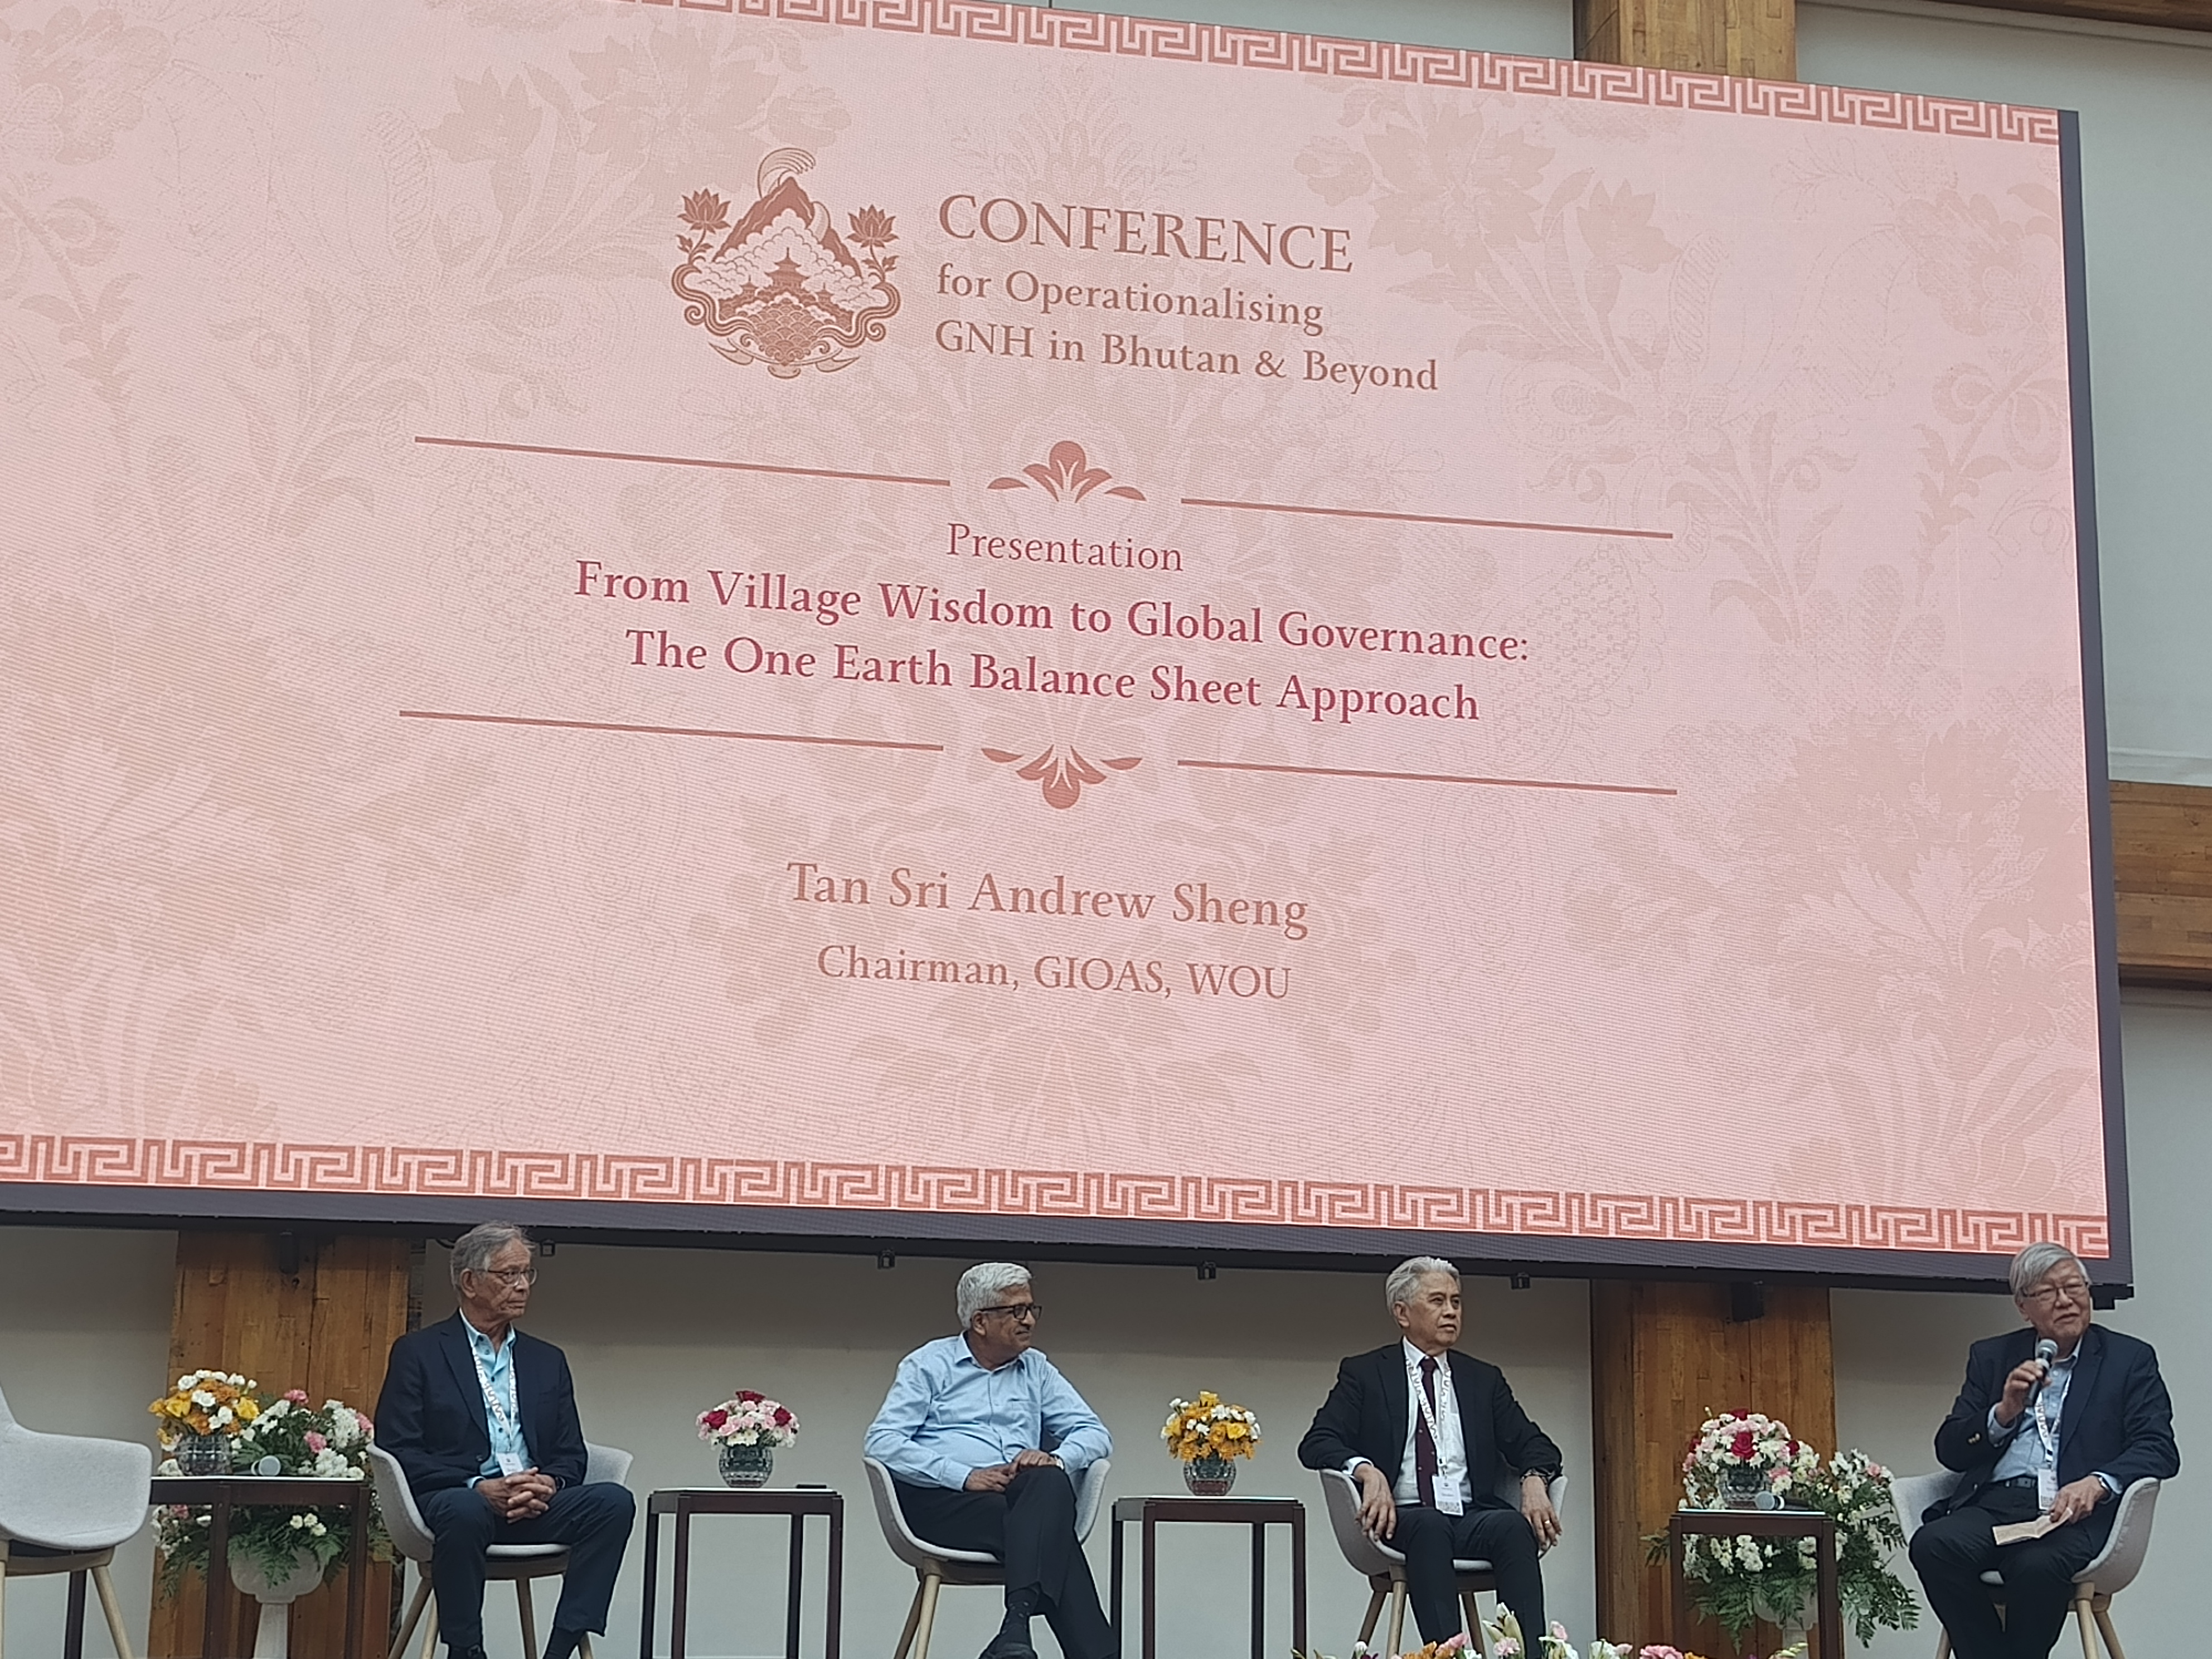 CONFERENCE
for Operationalising
GNH in Bhutan & Beyond
Presentation
From Village Wisdom to Global Governance:
The One Earth Balance Sheet Approach
Tan Sri Andrew Sheng
Chairman, GIOAS, WOU